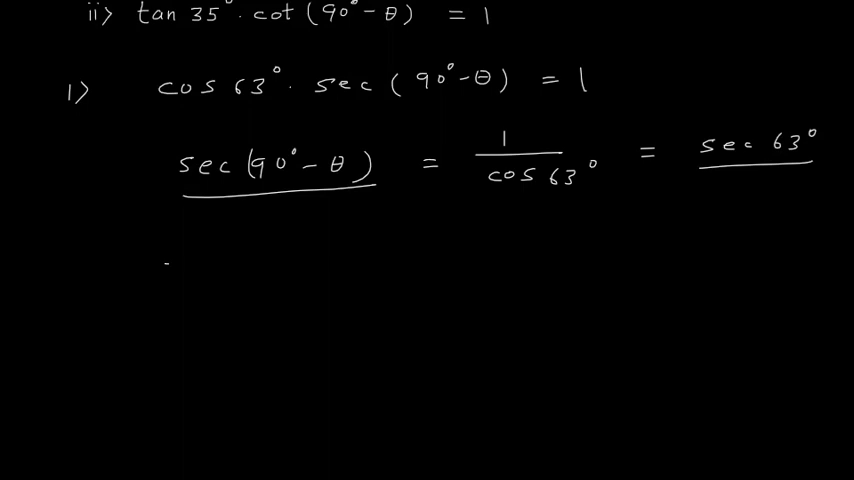 ii) tan 35°. cot (90° - θ) = 1
1) cos 63°. sec (90° - θ) = 1
sec (90° - θ) = 1 / cos 63° = sec 63°